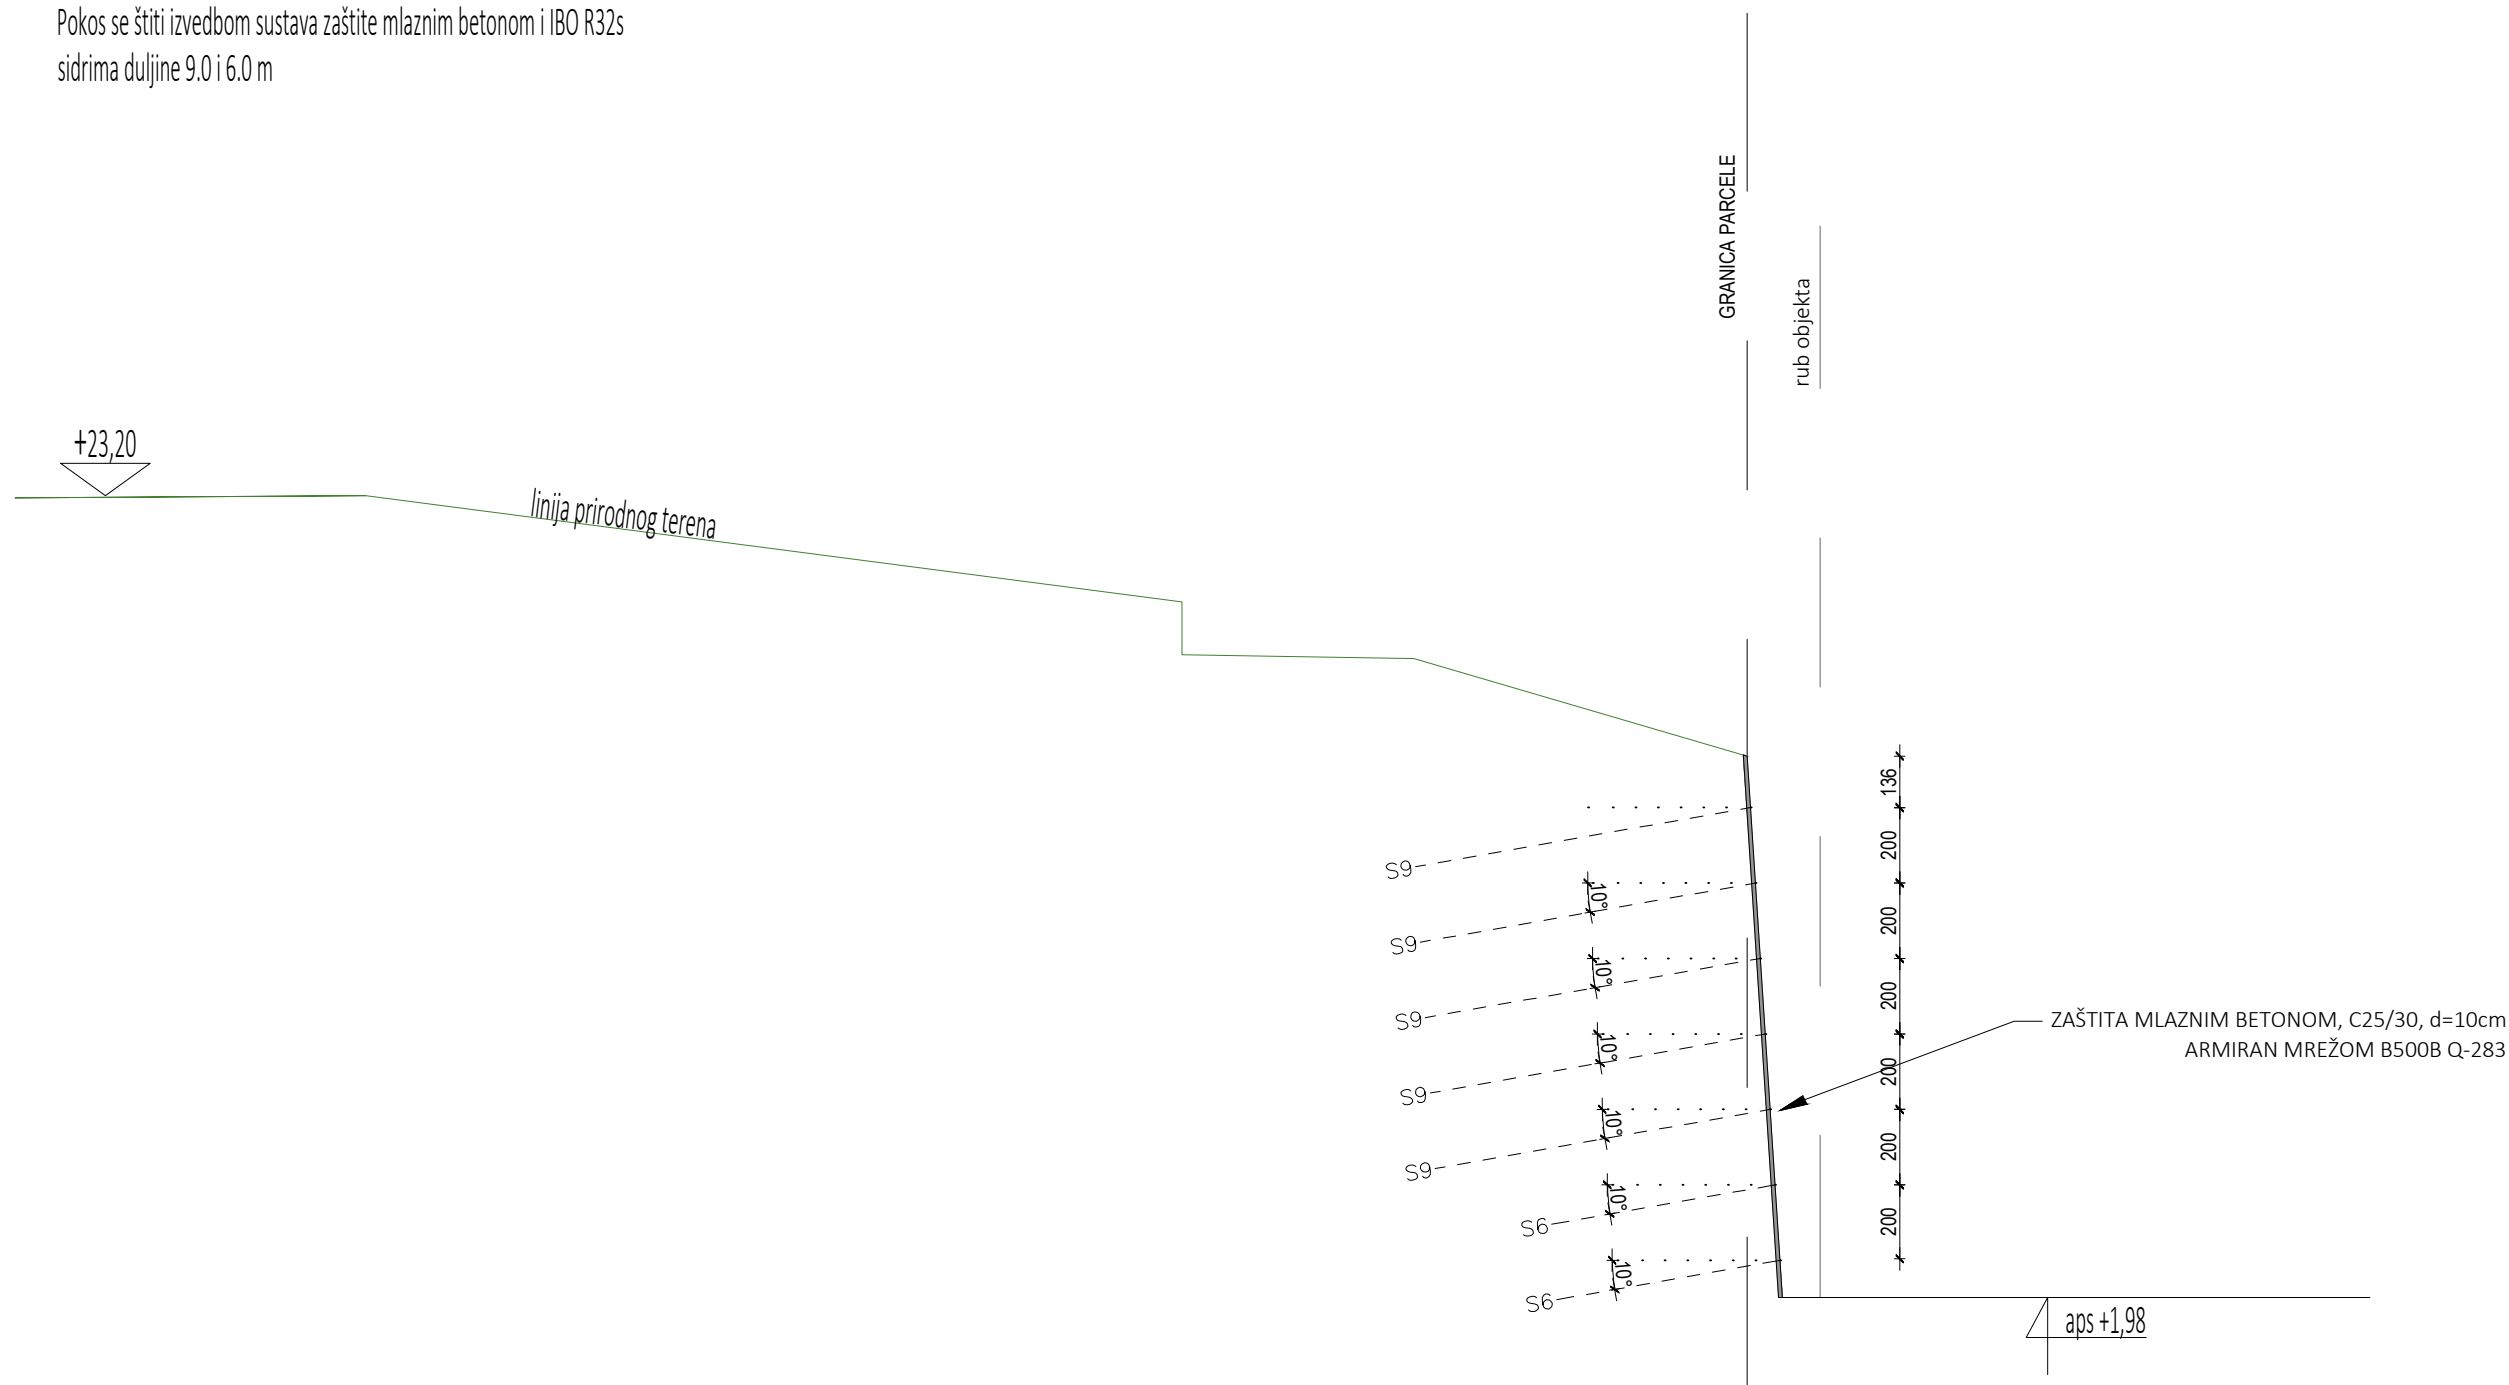 Pokos se štiti izvedbom sustava zaštite mlaznim betonom i IBO R32s
sidrima duljine 9.0 i 6.0 m
GRANICA PARCELE
rub objekta
+23,20
linija prirodnog terena
136
200
200
200
200
200
200
S9
S9
S9
S9
S9
S6
S6
10°
10°
10°
10°
10°
10°
ZAŠTITA MLAZNIM BETONOM, C25/30, d=10cm
ARMIRAN MREŽOM B500B Q-283
aps +1,98